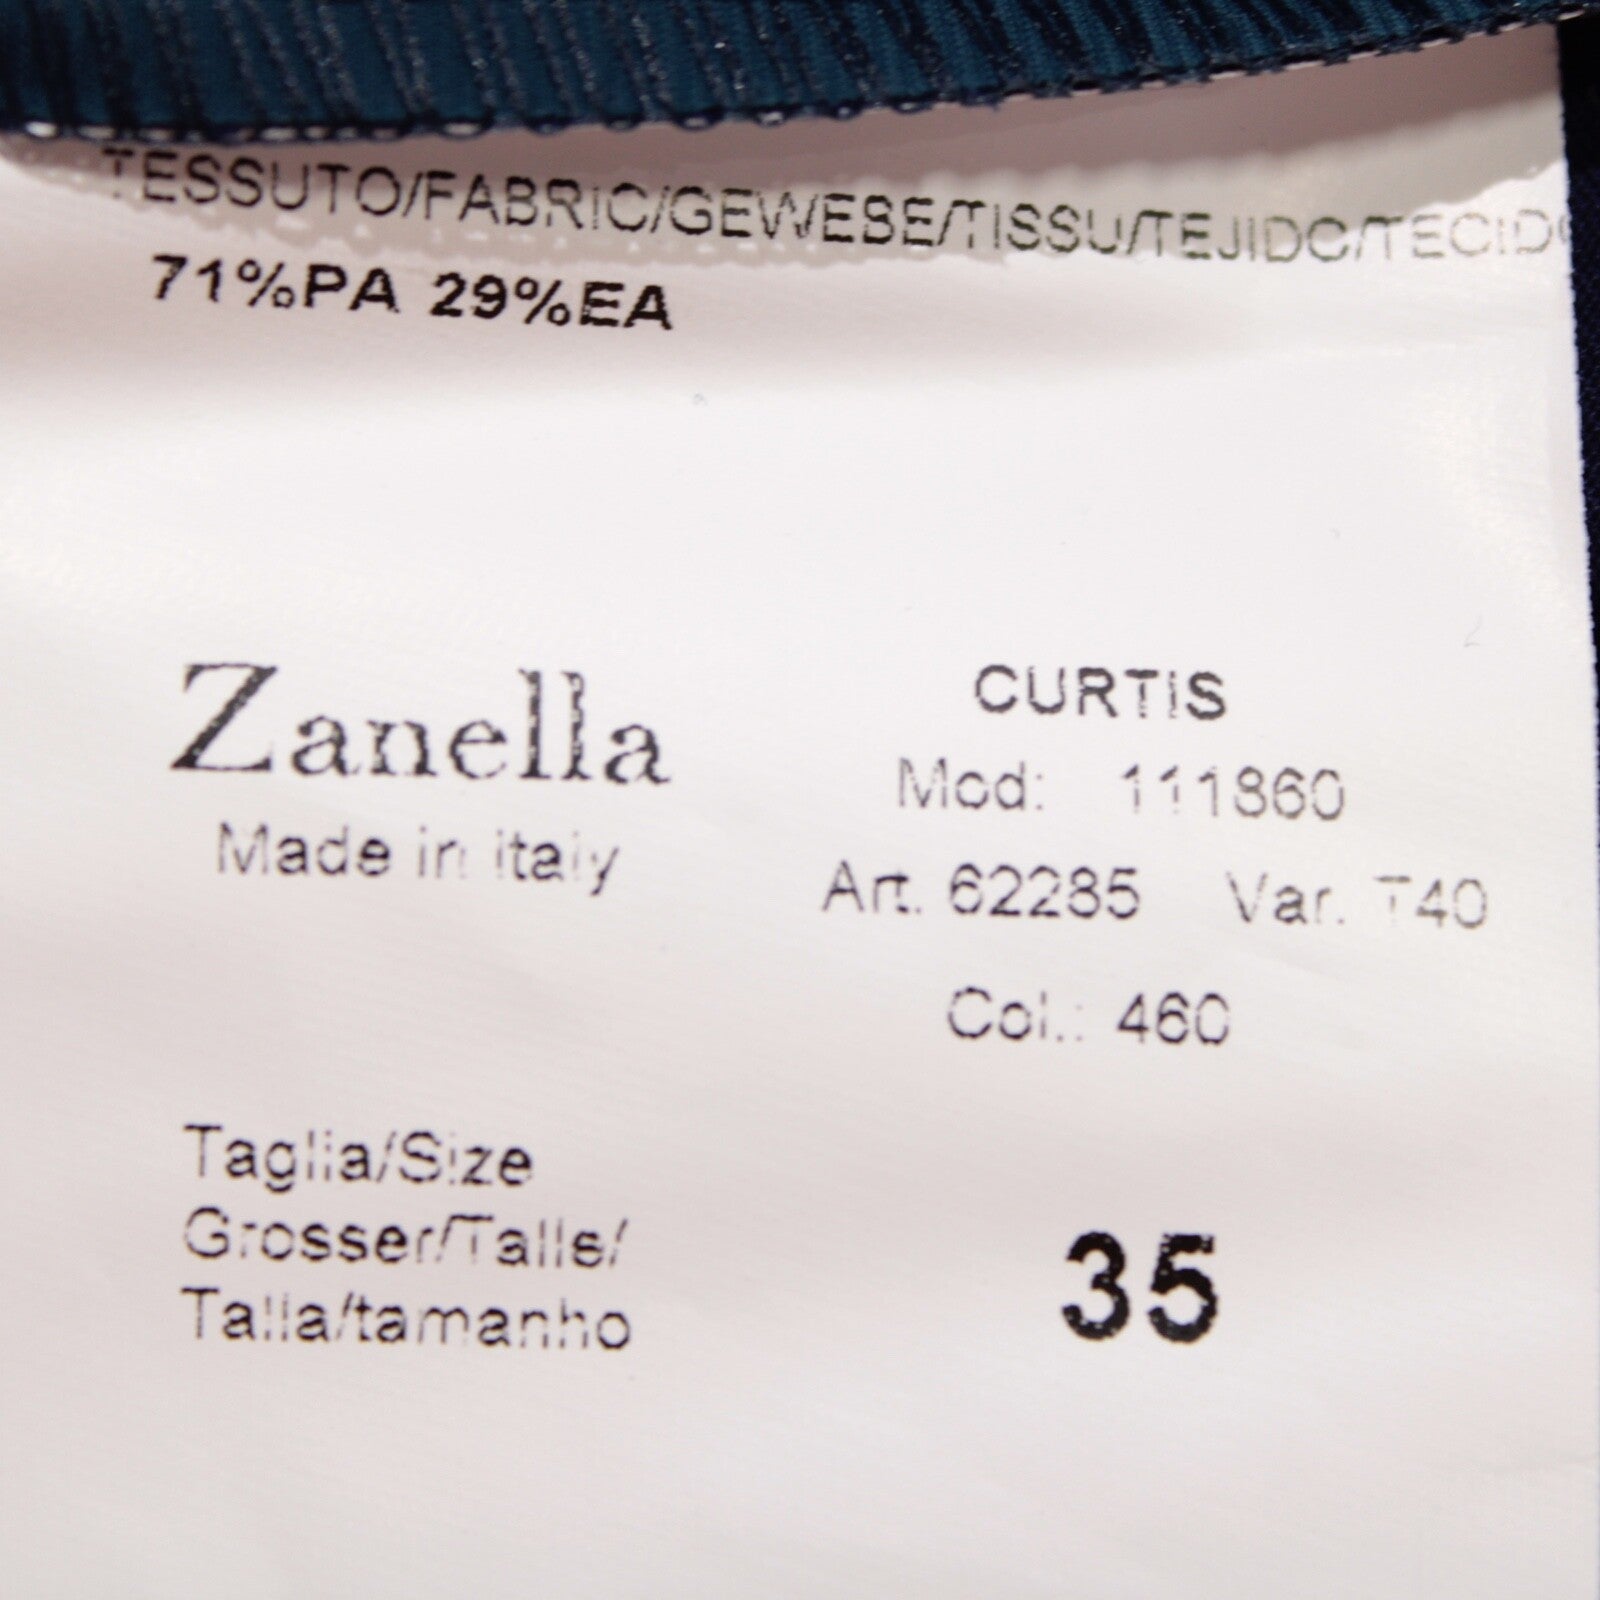 TESSUTO/FABRIC/GEWEBE/TISSU/TEJIDO/TECIDO
71%PA 29%EA
Zanella
Made in Italy
CURTIS
Mod: 111860
Art. 62285 Var. T40
Col.: 460
Taglia/Size
Grosser/Talle/
Talla/tamanho
35